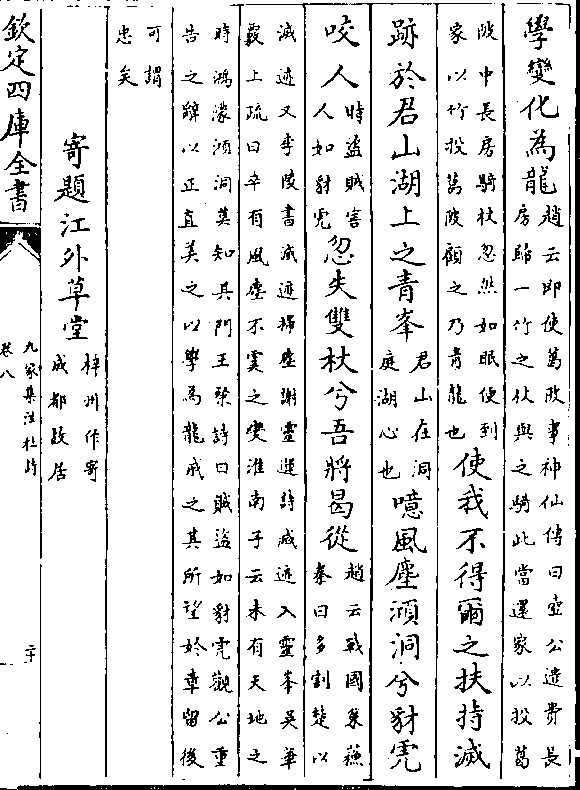 學變化為龍趙云即使葛陂事神仙傳曰壺公遣費長
房歸一竹之仗與之騎此當還家以投葛
陂中長房騎杖忽然如眠便到
家以竹投葛陂顧之乃青龍也使我不得爾之扶持滅
跡於君山湖上之青峯君山在洞
庭湖心也噫風塵澒洞兮豺虎
咬人時盜賊害
人如豺虎忽失雙杖兮吾將曷從趙云戰國策蘇
秦曰多割楚以
滅迹又李陵書滅迹掃塵謝靈運詩滅迹入靈峯吳華
覈上疏曰卒有風塵不虞之變淮南子云未有天地之
時鴻濛澒洞莫知其門王粲詩曰賊盜如豺虎觀公重
告之辭以正直美之以學為龍戒之其所望於章留後
可謂
忠矣
寄題江外草堂梓州作寄
成都故居
欽定四庫全書
卷八
九家集注杜詩
二十